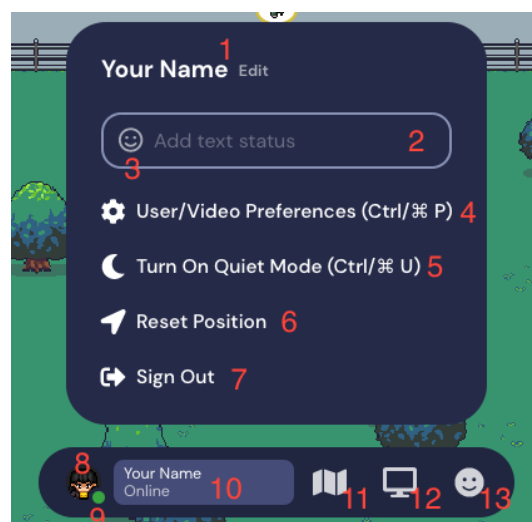 1
Your Name Edit
Add text status 2
3
User/Video Preferences (Ctrl/⌘ P) 4
Turn On Quiet Mode (Ctrl/⌘ U) 5
Reset Position 6
Sign Out 7
8
Your Name
Online 10
11 12 13
9